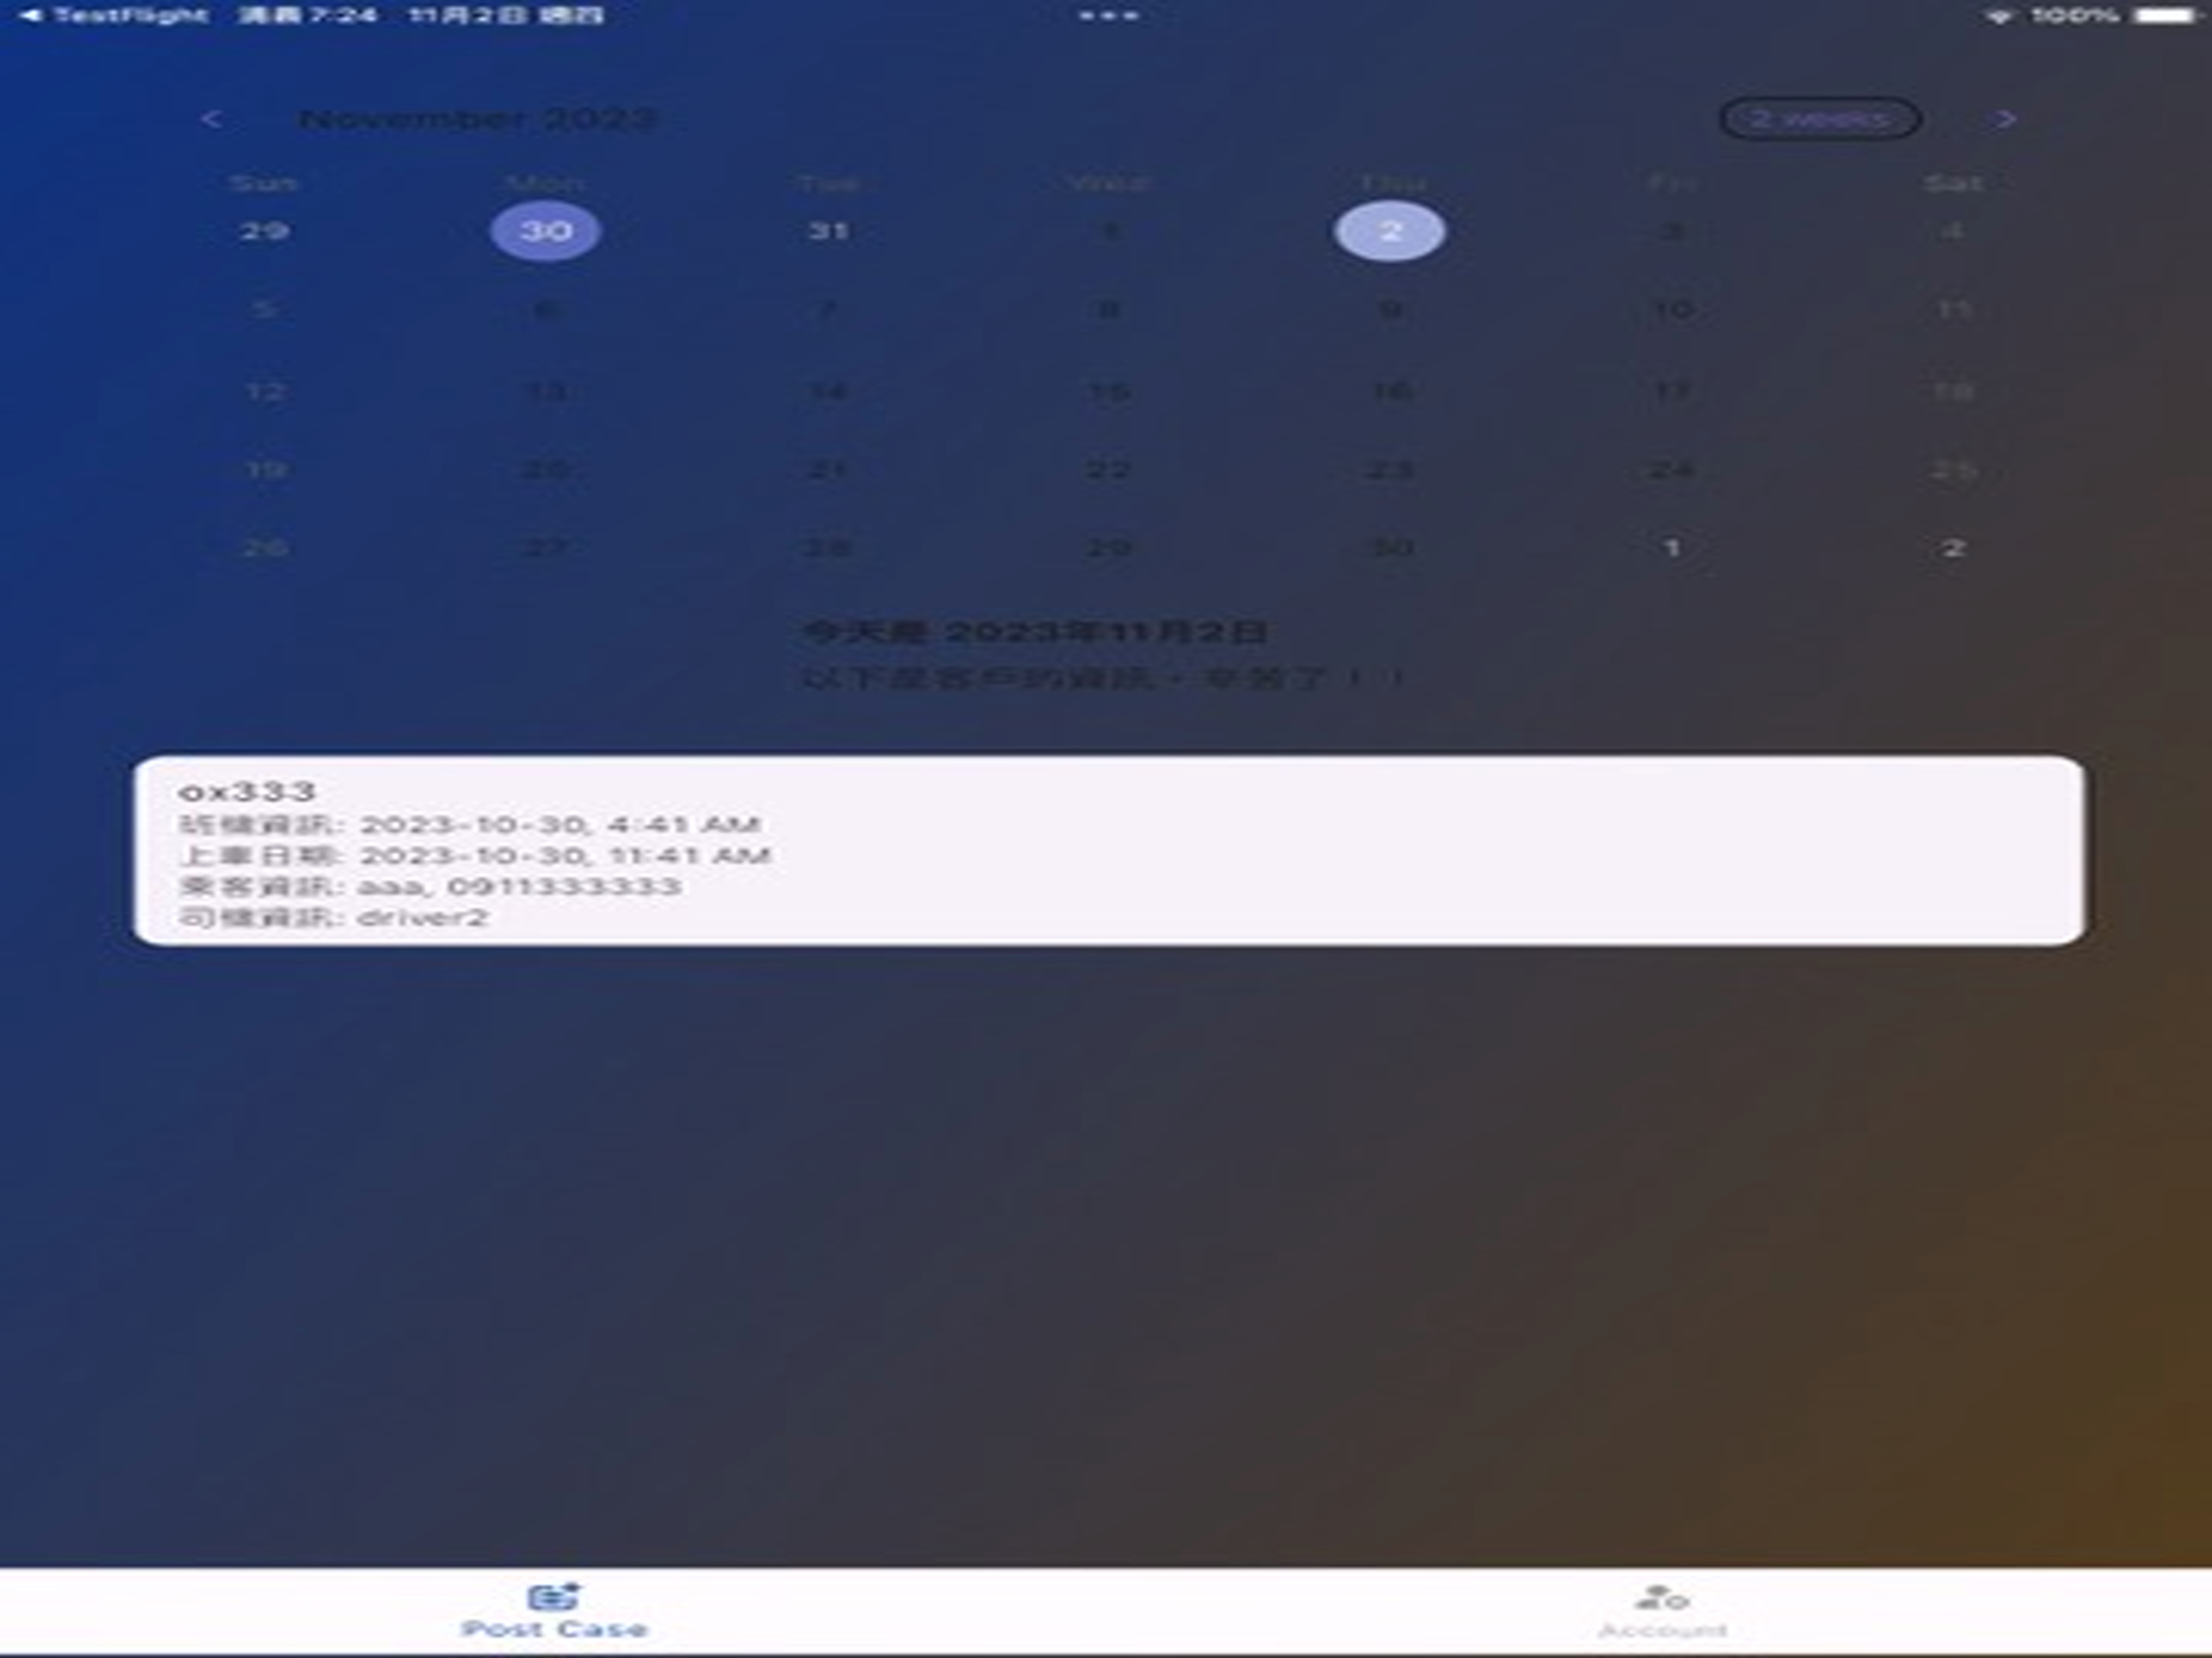 TestFlight 清晨7:24 11月2日 週四
100%
November 2023
2 weeks
Sun Mon Tue Wed Thu Fri Sat
29 30 31 1 2 3 4
5 6 7 8 9 10 11
12 13 14 15 16 17 18
19 20 21 22 23 24 25
26 27 28 29 30 1 2
今天是 2023年11月2日
以下是客戶的資訊，辛苦了！！
ox333
班機資訊: 2023-10-30, 4:41 AM
上車日期: 2023-10-30, 11:41 AM
乘客資訊: aaa, 0911333333
司機資訊: driver2
Post Case
Account